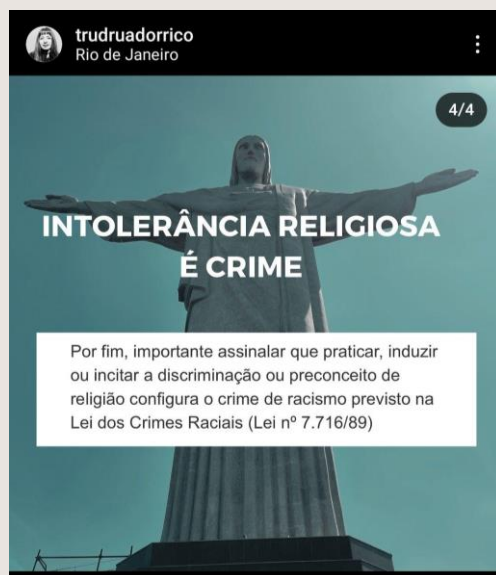 trudruadorrico
Rio de Janeiro
4/4
INTOLERÂNCIA RELIGIOSA
É CRIME
Por fim, importante assinalar que praticar, induzir
ou incitar a discriminação ou preconceito de
religião configura o crime de racismo previsto na
Lei dos Crimes Raciais (Lei nº 7.716/89)